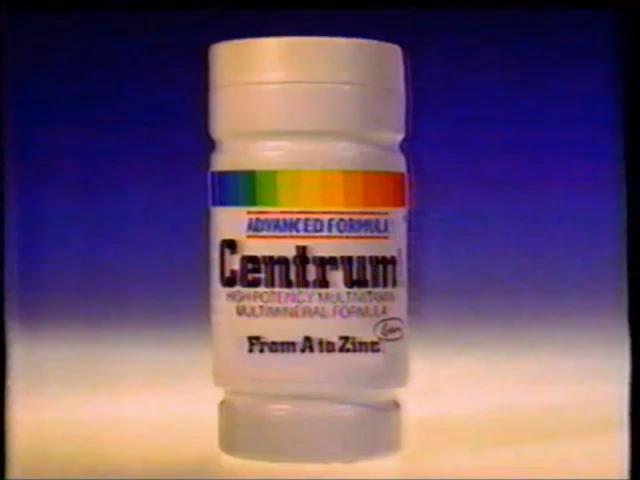 ADVANCED FORMULA
Centrum
HIGH-POTENCY MULTIVITAMIN
MULTIMINERAL FORMULA
From A to Zinc